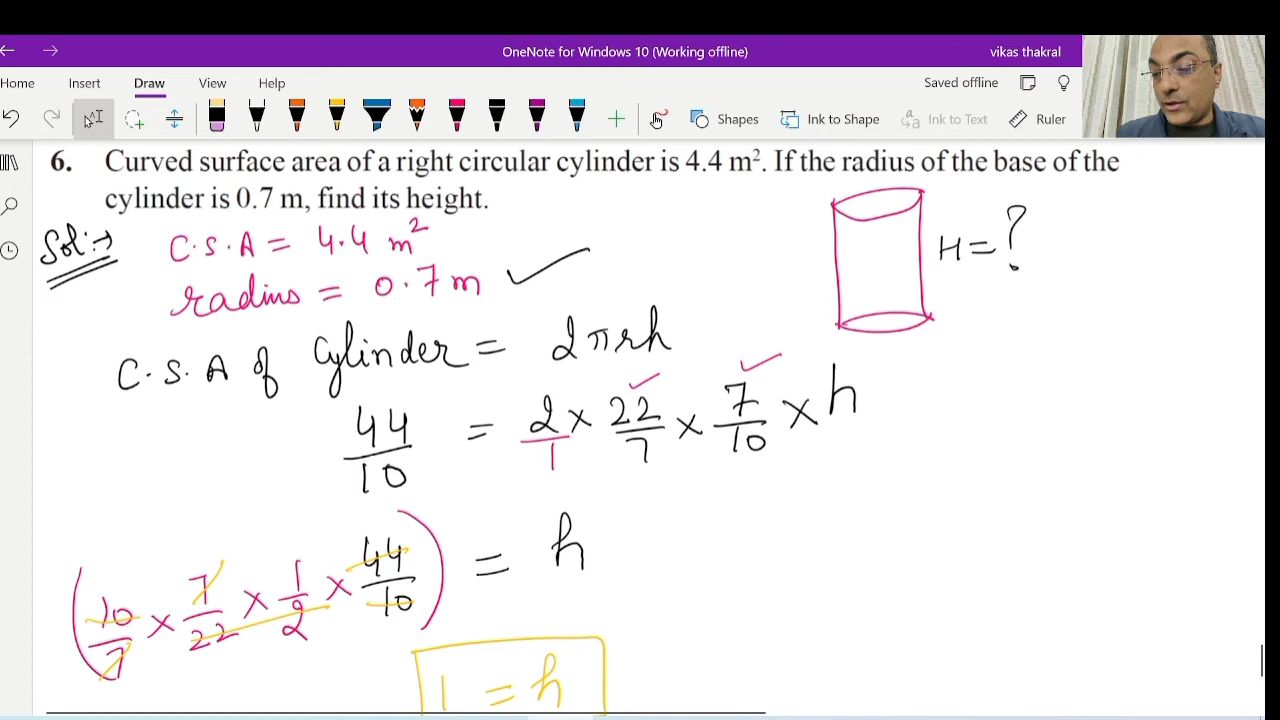 OneNote for Windows 10 (Working offline)
vikas thakral
Home Insert Draw View Help
Saved offline
Shapes Ink to Shape Ink to Text Ruler
6. Curved surface area of a right circular cylinder is 4.4 m². If the radius of the base of the
cylinder is 0.7 m, find its height.
Sol:→
C.S.A = 4.4 m²
H = ?
radius = 0.7 m
C.S.A of Cylinder = 2πrh
44/10 = 2/1 × 22/7 × 7/10 × h
(10/7 × 7/22 × 1/2 × 44/10) = h
1 = h